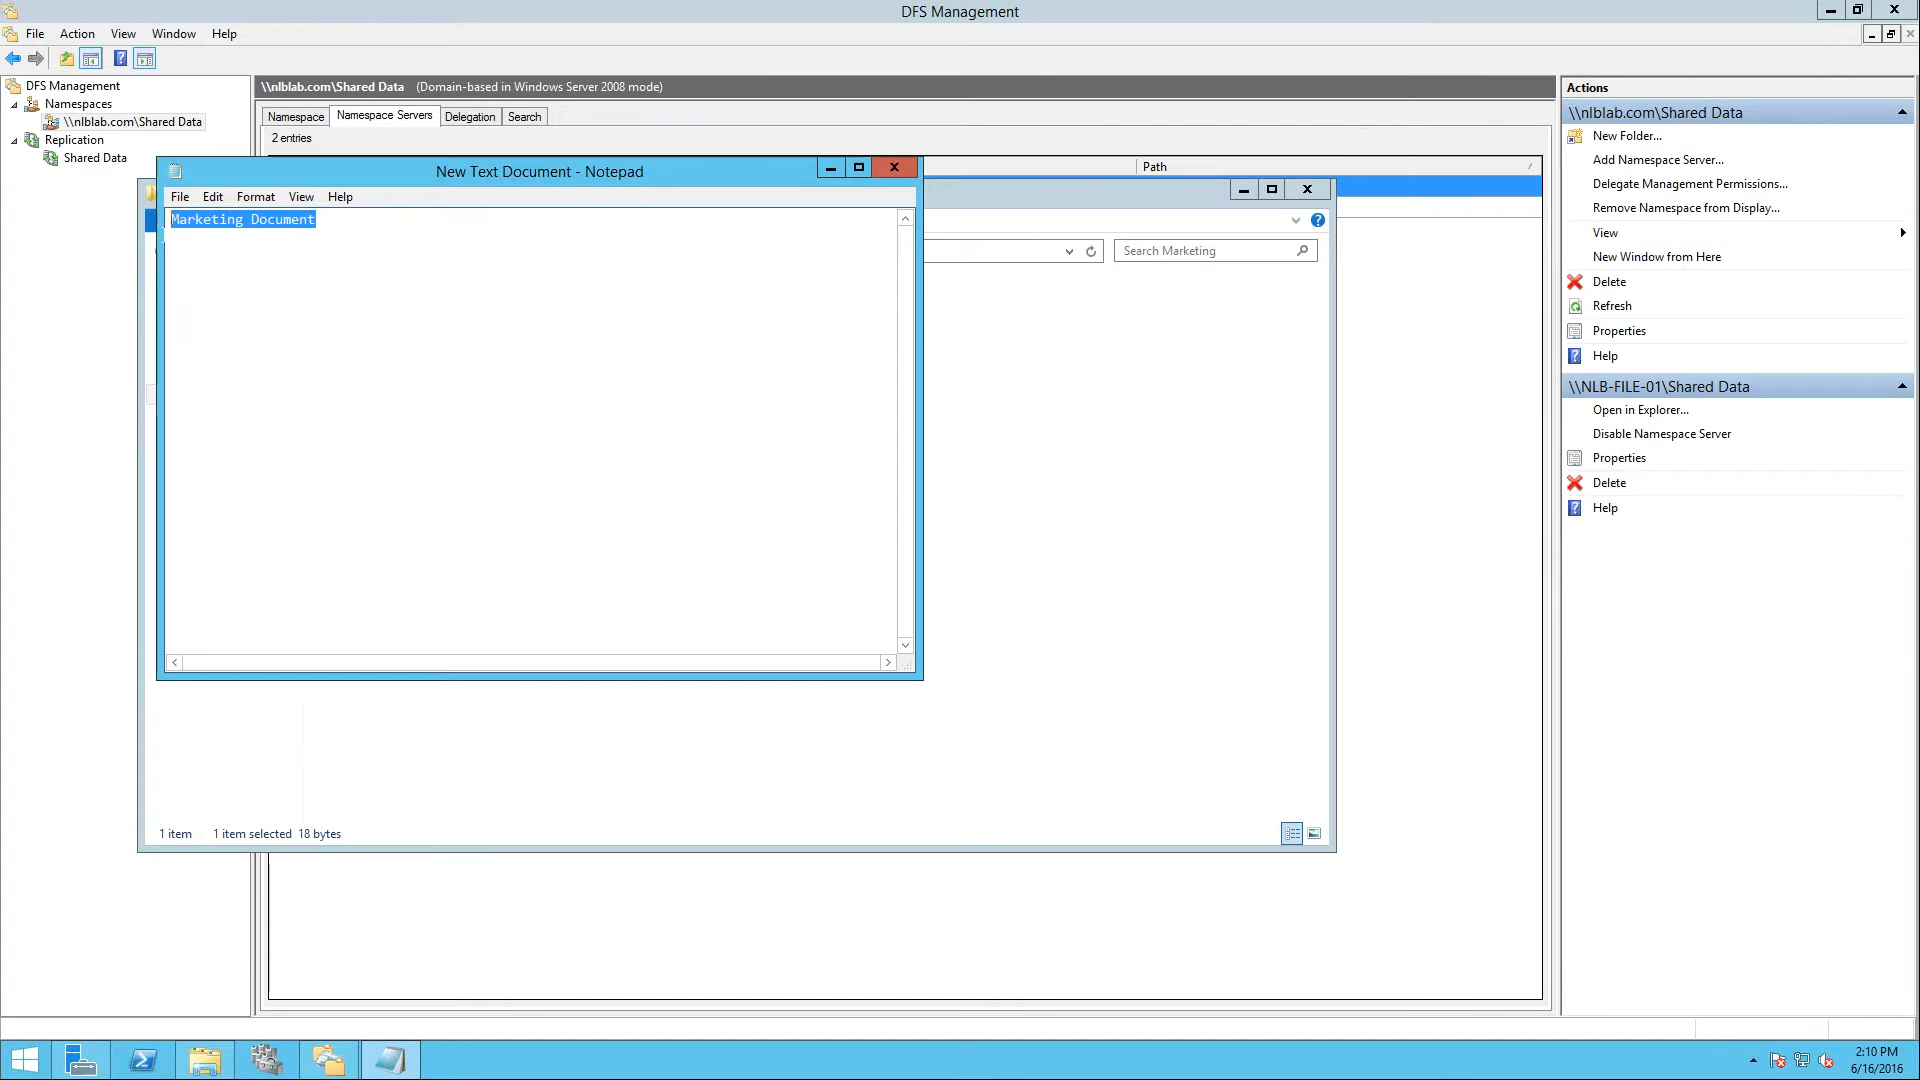 DFS Management
File Action View Window Help
DFS Management
Namespaces
\\nlblab.com\Shared Data
Replication
Shared Data
\\nlblab.com\Shared Data (Domain-based in Windows Server 2008 mode)
Namespace Namespace Servers Delegation Search
2 entries
Path
New Text Document - Notepad
File Edit Format View Help
Marketing Document
Search Marketing
1 item 1 item selected 18 bytes
Actions
\\nlblab.com\Shared Data
New Folder...
Add Namespace Server...
Delegate Management Permissions...
Remove Namespace from Display...
View
New Window from Here
Delete
Refresh
Properties
Help
\\NLB-FILE-01\Shared Data
Open in Explorer...
Disable Namespace Server
Properties
Delete
Help
2:10 PM
6/16/2016